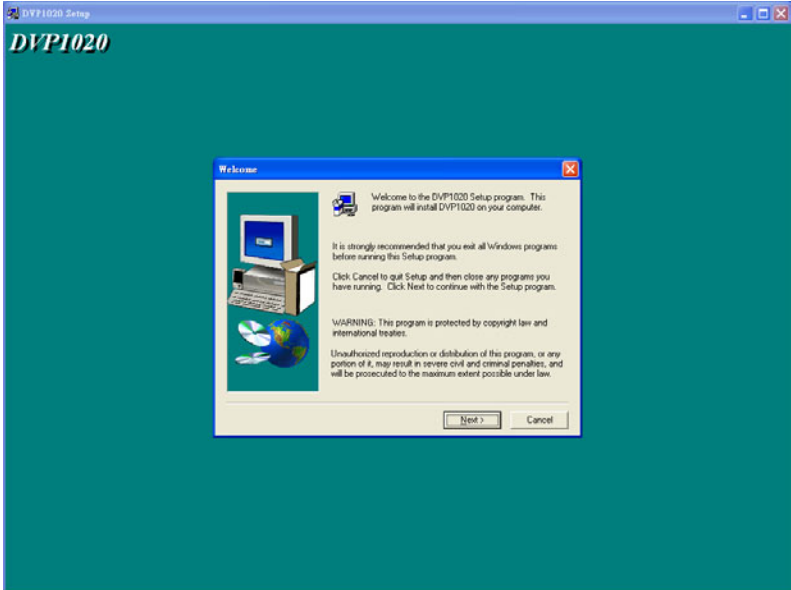 DVP1020 Setup
DVP1020
Welcome
Welcome to the DVP1020 Setup program. This
program will install DVP1020 on your computer.
It is strongly recommended that you exit all Windows programs
before running this Setup program.
Click Cancel to quit Setup and then close any programs you
have running. Click Next to continue with the Setup program.
WARNING: This program is protected by copyright law and
international treaties.
Unauthorized reproduction or distribution of this program, or any
portion of it, may result in severe civil and criminal penalties, and
will be prosecuted to the maximum extent possible under law.
Next >
Cancel